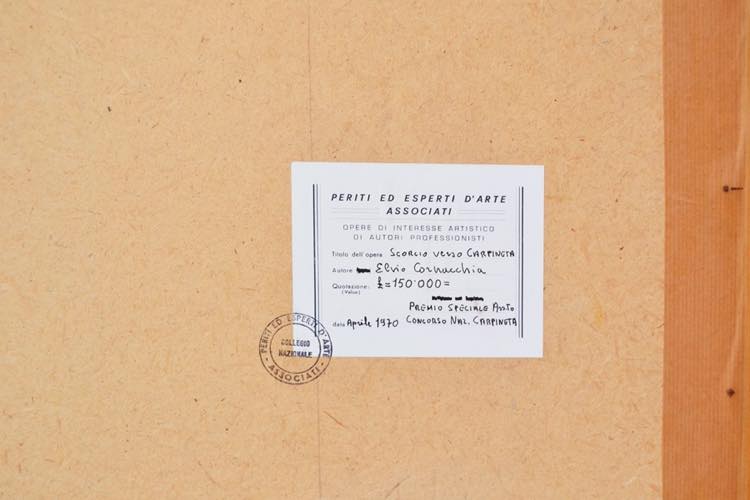 PERITI ED ESPERTI D'ARTE
ASSOCIATI
OPERE DI INTERESSE ARTISTICO
DI AUTORI PROFESSIONISTI
Titolo dell'opera SCORCIO VERSO CARPINETA
Autore Elvio Cornacchia
Quotazione: £=150'000=
(Value)
PREMIO SPECIALE
data Aprile 1970 CONCORSO NAZ. CARPINETA
PERITI ED ESPERTI D'ARTE
COLLEGIO
NAZIONALE
- ASSOCIATI -